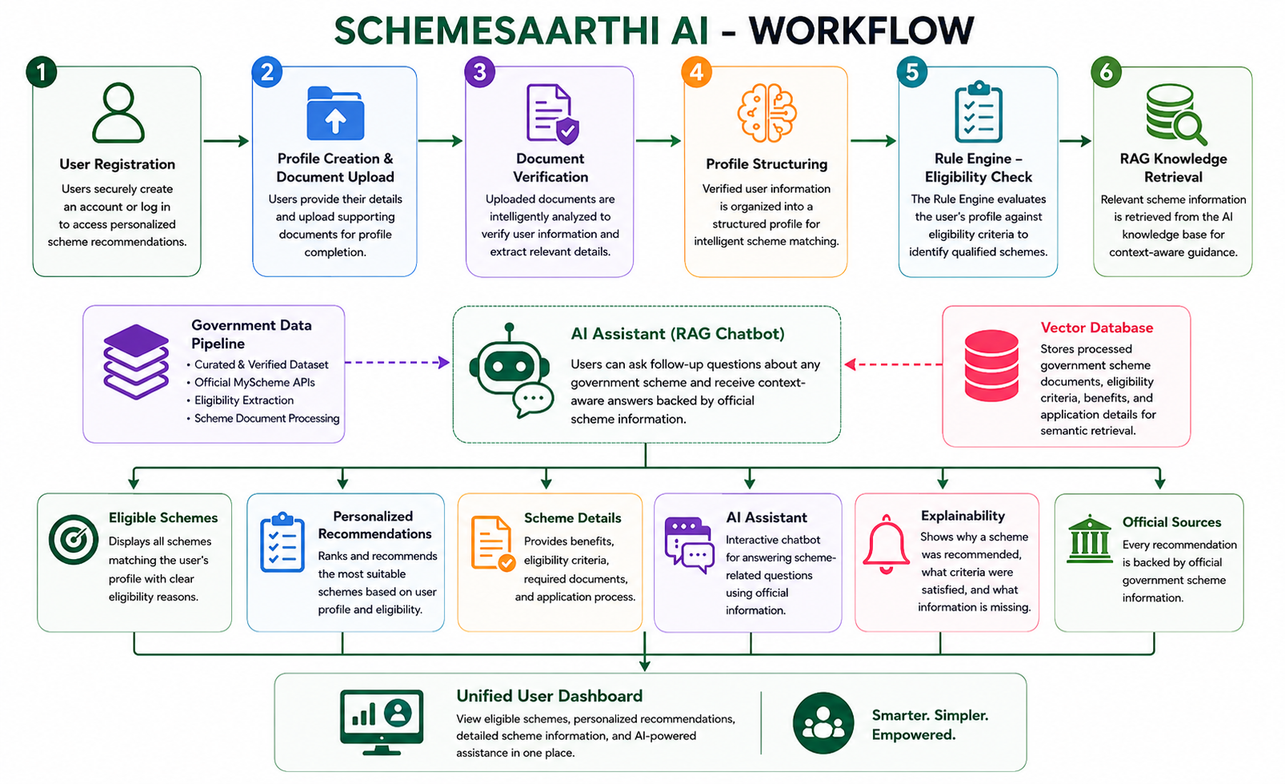 SCHEMESAARTHI AI - WORKFLOW
1
User Registration
Users securely create
an account or log in
to access personalized
scheme recommendations.
2
Profile Creation &
Document Upload
Users provide their details
and upload supporting
documents for profile
completion.
3
Document
Verification
Uploaded documents are
intelligently analyzed to
verify user information and
extract relevant details.
4
Profile Structuring
Verified user information
is organized into a
structured profile for
intelligent scheme matching.
5
Rule Engine –
Eligibility Check
The Rule Engine evaluates
the user's profile against
eligibility criteria to
identify qualified schemes.
6
RAG Knowledge
Retrieval
Relevant scheme information
is retrieved from the AI
knowledge base for
context-aware guidance.
Government Data
Pipeline
• Curated & Verified Dataset
• Official MyScheme APIs
• Eligibility Extraction
• Scheme Document Processing
AI Assistant (RAG Chatbot)
Users can ask follow-up questions about any
government scheme and receive context-
aware answers backed by official
scheme information.
Vector Database
Stores processed
government scheme
documents, eligibility
criteria, benefits, and
application details for
semantic retrieval.
Eligible Schemes
Displays all schemes
matching the user's
profile with clear
eligibility reasons.
Personalized
Recommendations
Ranks and recommends
the most suitable
schemes based on user
profile and eligibility.
Scheme Details
Provides benefits,
eligibility criteria,
required documents,
and application process.
AI Assistant
Interactive chatbot
for answering scheme-
related questions
using official
information.
Explainability
Shows why a scheme
was recommended,
what criteria were
satisfied, and what
information is missing.
Official Sources
Every recommendation
is backed by official
government scheme
information.
Unified User Dashboard
View eligible schemes, personalized recommendations,
detailed scheme information, and AI-powered
assistance in one place.
Smarter. Simpler.
Empowered.